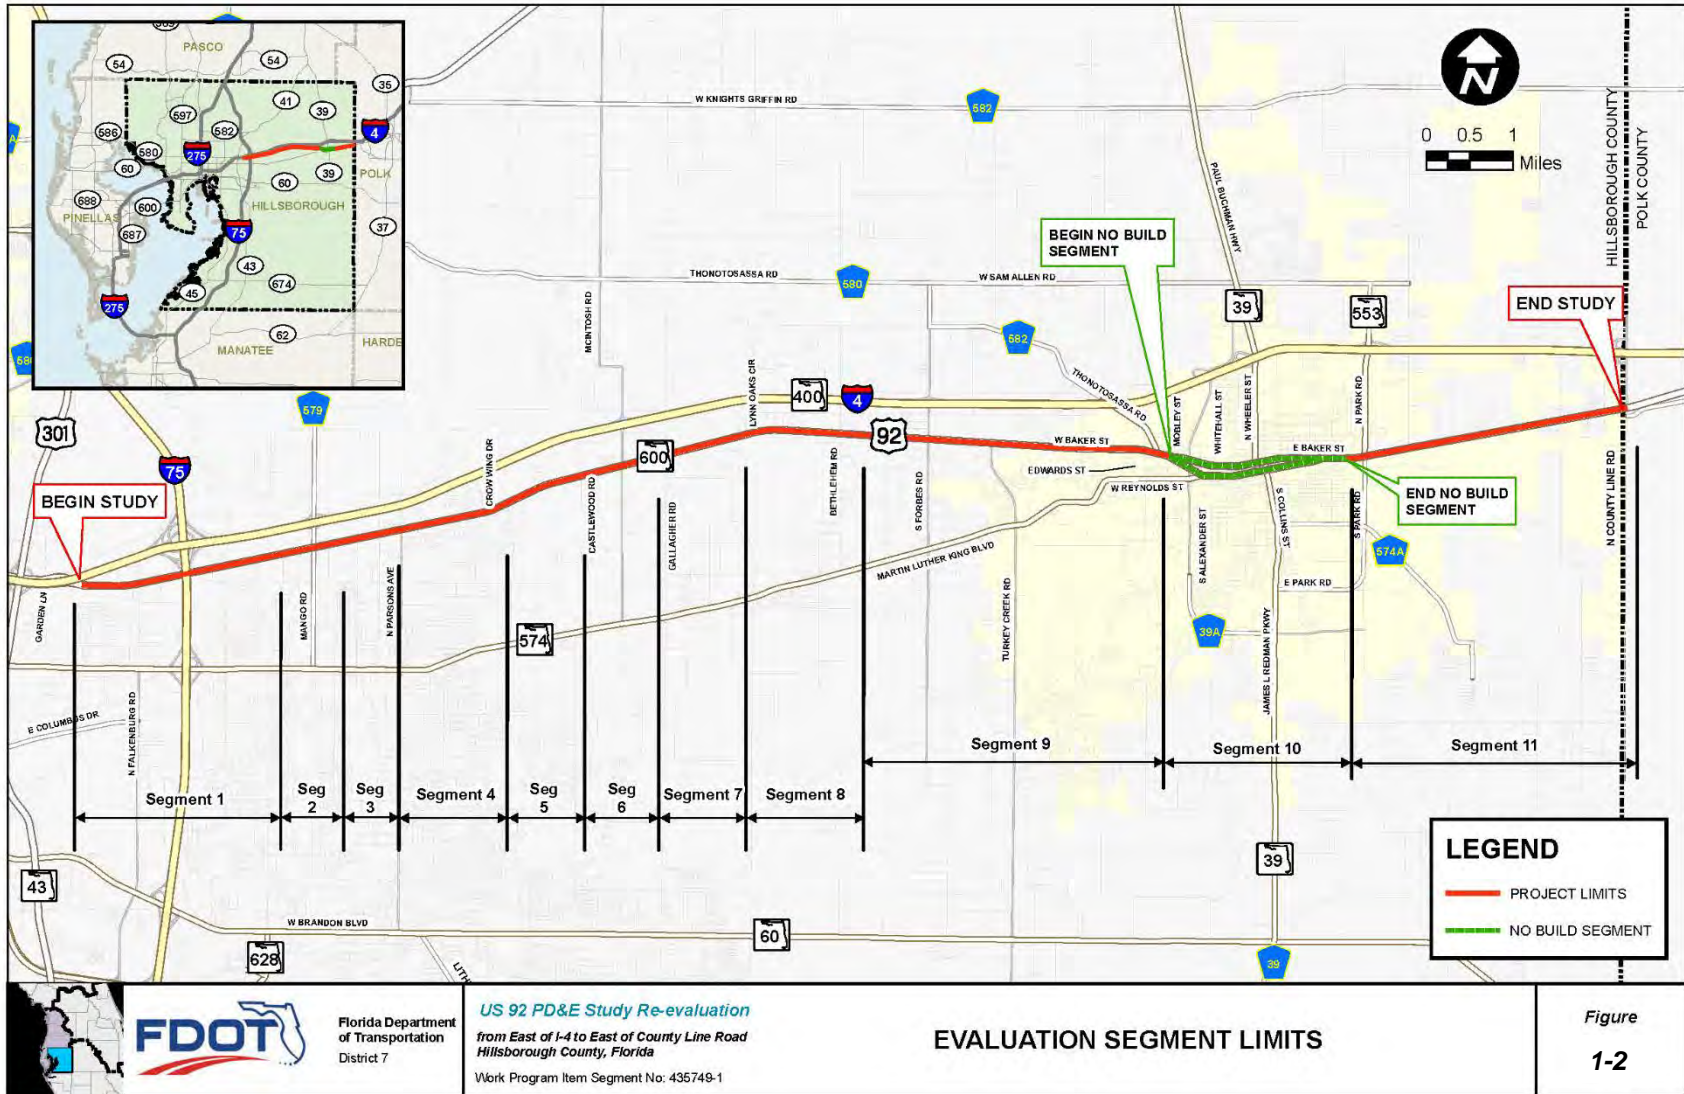 PASCO
54
54
35
41
39
597
586
582
580
275
4
60
60
39
POLK
688
600
HILLSBOROUGH
PINELLAS
687
75
37
43
674
45
275
62
MANATEE
HARDE
W KNIGHTS GRIFFIN RD
582
N
0 0.5 1
Miles
HILLSBOROUGH COUNTY
POLK COUNTY
PAUL BUCHMAN HWY
BEGIN NO BUILD
SEGMENT
THONOTOSASSA RD
580
W SAM ALLEN RD
39
553
END STUDY
MCINTOSH RD
582
THONOTOSASSA RD
MOBLEY ST
WHITEHALL ST
N WHEELER ST
N PARK RD
LYNN OAKS CIR
400
4
301
579
92
W BAKER ST
E BAKER ST
600
75
CROW WING DR
CASTLEWOOD RD
GALLAGHER RD
BETHLEHEM RD
S FORBES RD
EDWARDS ST
W REYNOLDS ST
END NO BUILD
SEGMENT
BEGIN STUDY
S ALEXANDER ST
S COLLINS ST
S PARK RD
N COUNTY LINE RD
574A
MARTIN LUTHER KING BLVD
E PARK RD
GARDEN LN
MANGO RD
N PARSONS AVE
TURKEY CREEK RD
574
39A
JAMES L REDMAN PKWY
E COLUMBUS DR
N FALKENBURG RD
Segment 9
Segment 10
Segment 11
Segment 1
Seg
2
Seg
3
Segment 4
Seg
5
Seg
6
Segment 7
Segment 8
39
43
W BRANDON BLVD
628
60
39
LITH
LEGEND
PROJECT LIMITS
NO BUILD SEGMENT
FDOT
Florida Department
of Transportation
District 7
US 92 PD&E Study Re-evaluation
from East of I-4 to East of County Line Road
Hillsborough County, Florida
Work Program Item Segment No: 435749-1
EVALUATION SEGMENT LIMITS
Figure
1-2